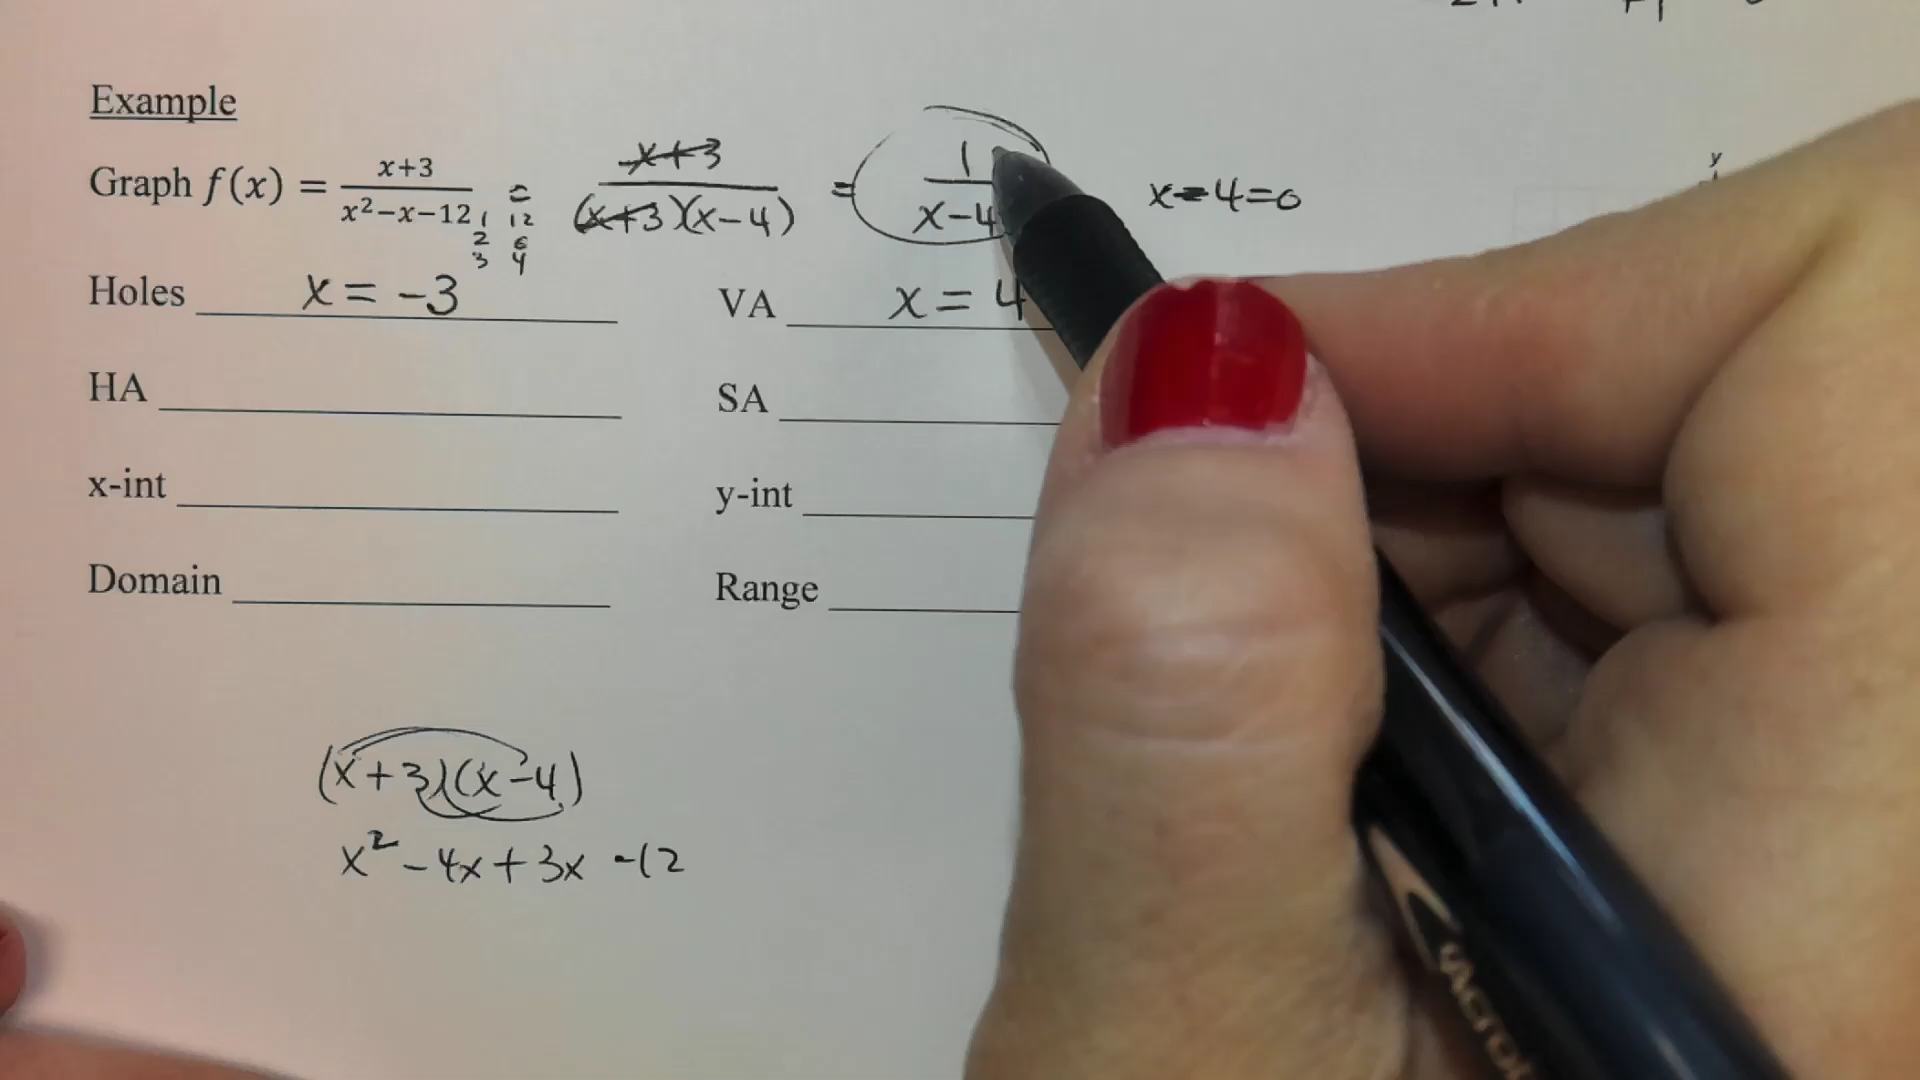 Example
Graph f(x) = x+3 / x²-x-12 = x+3 / (x+3)(x-4) = 1 / x-4 x-4=0
1 12
2 6
3 4
y
Holes x = -3 VA x = 4
HA SA
x-int y-int
Domain Range
(x+3)(x-4)
x² -4x+3x -12